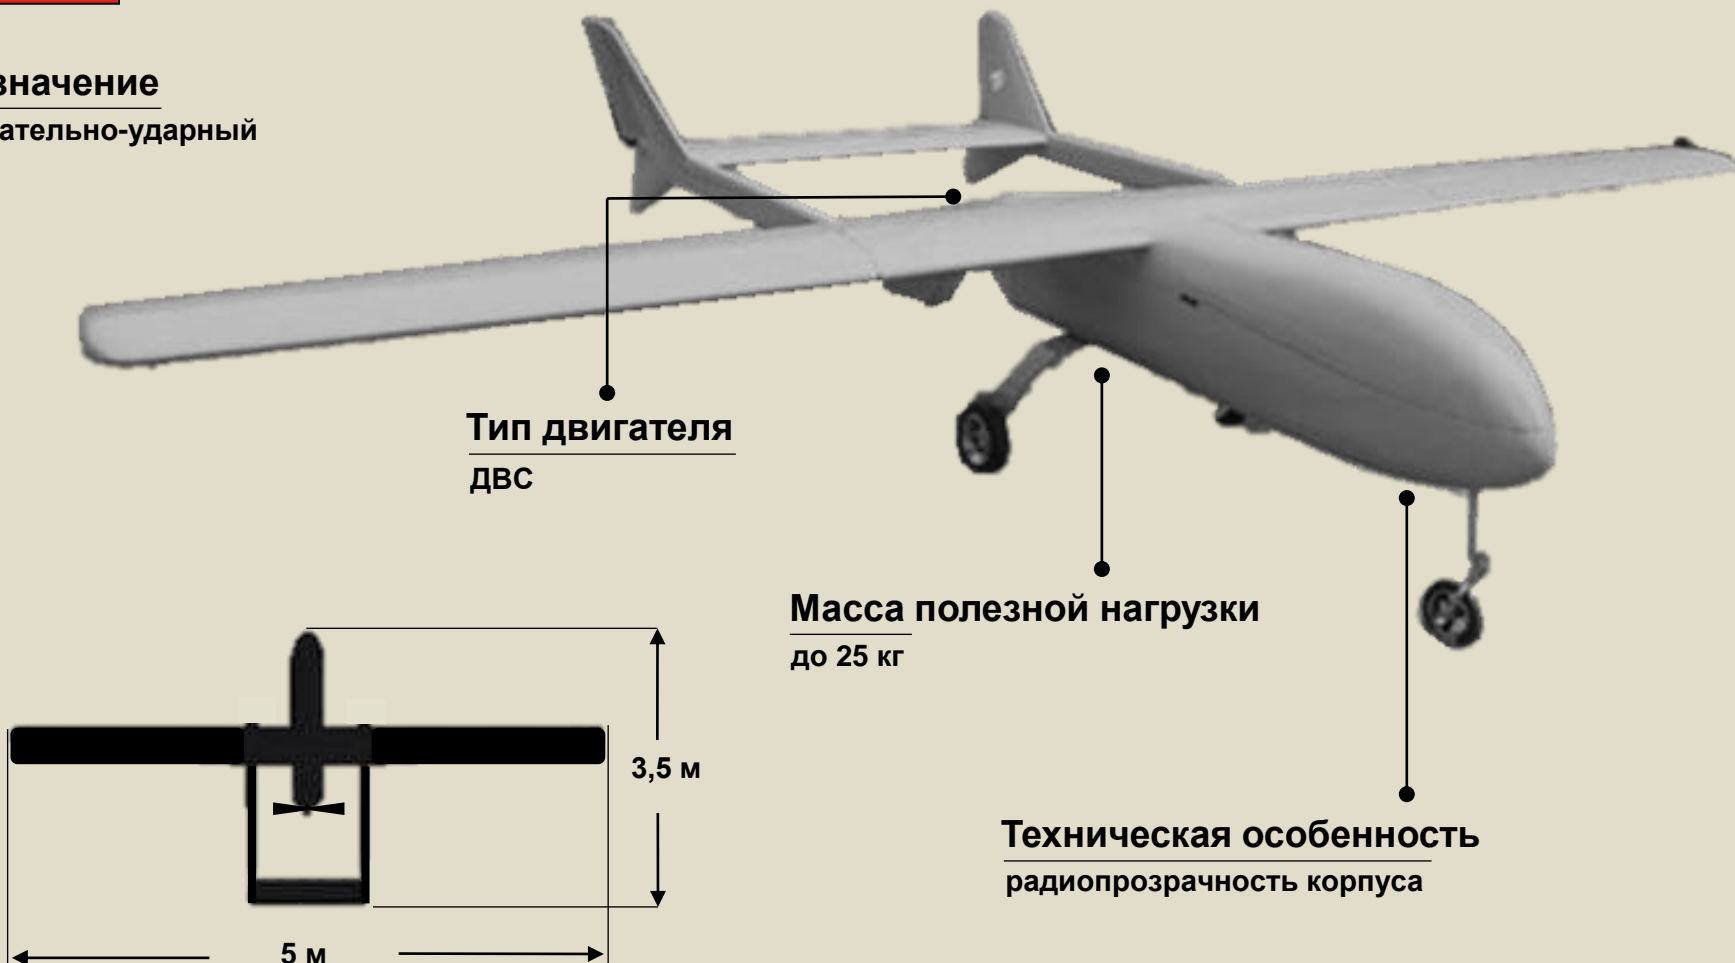 значение
ательно-ударный
Тип двигателя
ДВС
Масса полезной нагрузки
до 25 кг
3,5 м
Техническая особенность
радиопрозрачность корпуса
5 м